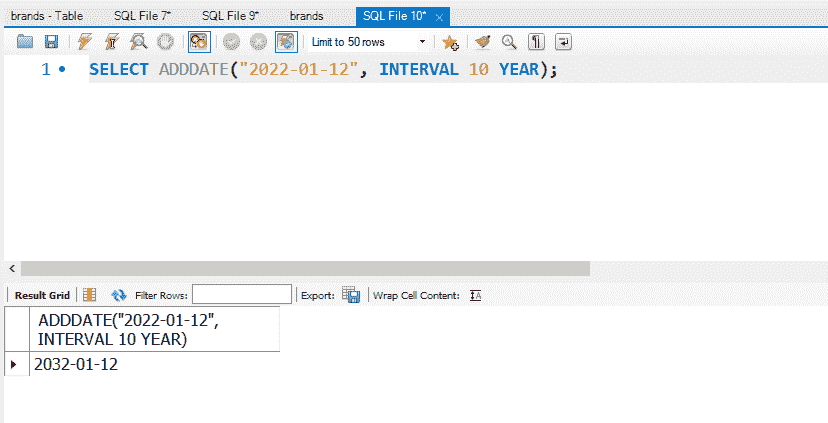 brands - Table SQL File 7* SQL File 9* brands SQL File 10* ×
Limit to 50 rows
1 SELECT ADDDATE("2022-01-12", INTERVAL 10 YEAR);
Result Grid Filter Rows: Export: Wrap Cell Content:
ADDDATE("2022-01-12",
INTERVAL 10 YEAR)
2032-01-12